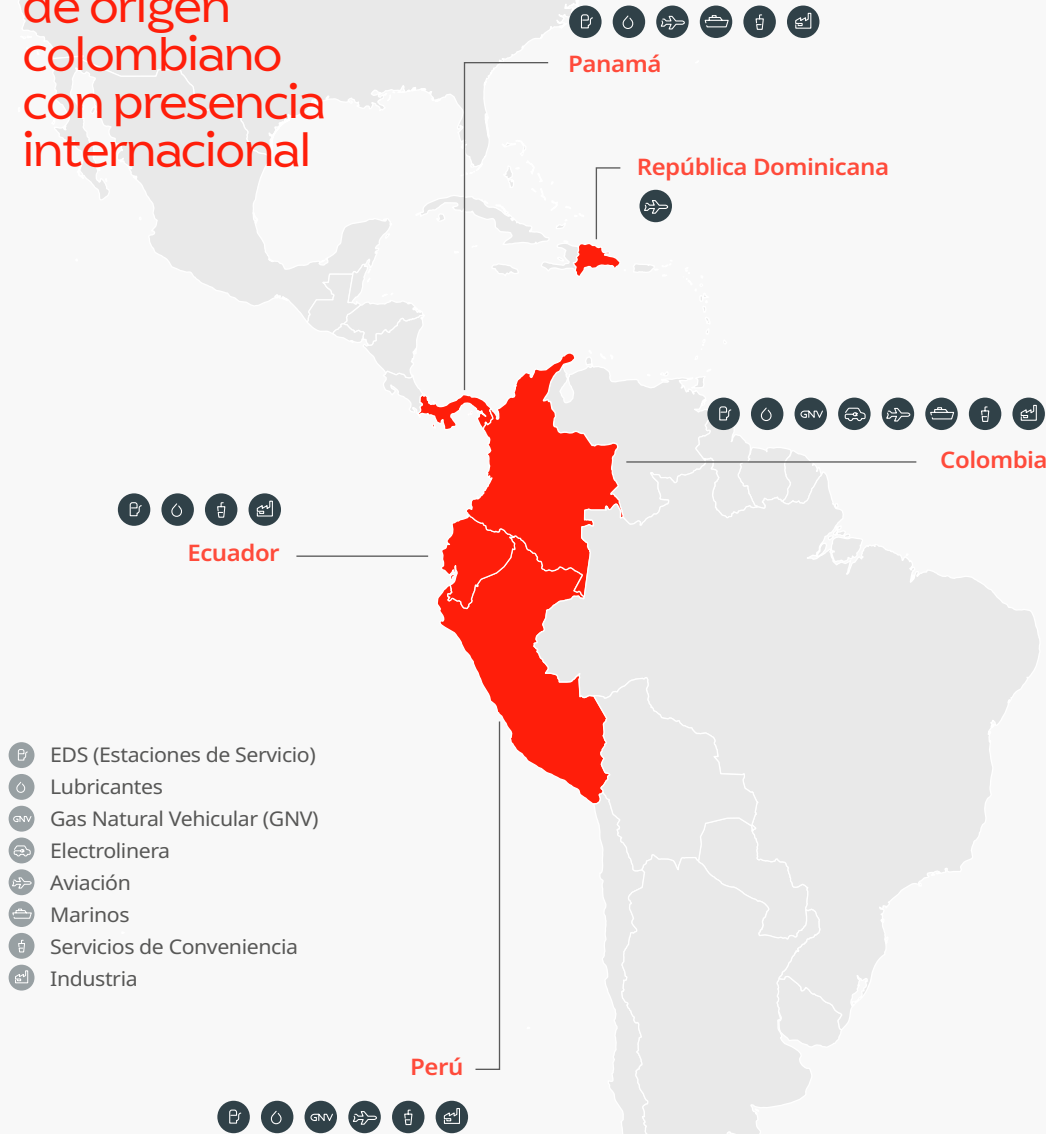 de origen
colombiano
con presencia
internacional
Panamá
República Dominicana
GNV
Colombia
Ecuador
EDS (Estaciones de Servicio)
Lubricantes
GNV Gas Natural Vehicular (GNV)
Electrolinera
Aviación
Marinos
Servicios de Conveniencia
Industria
Perú
GNV